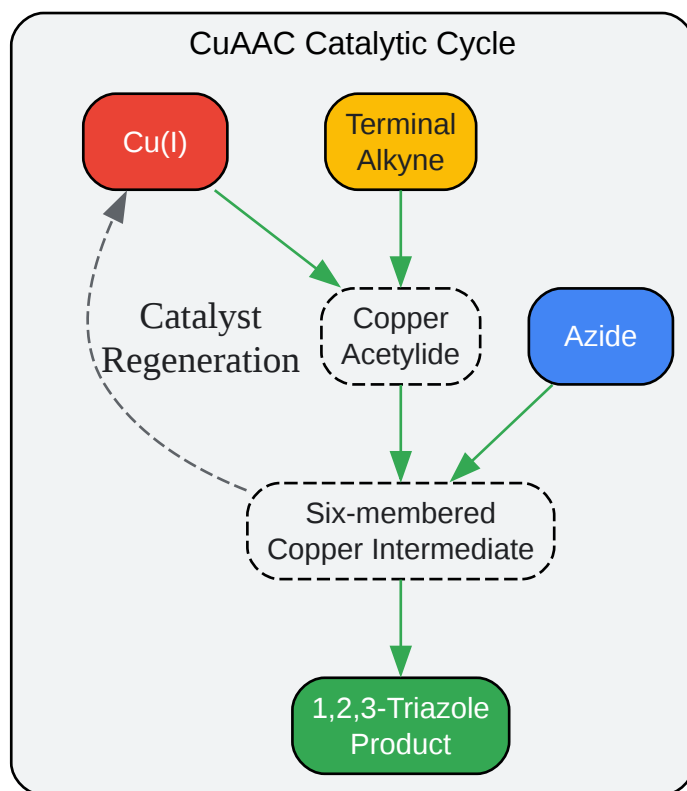 CuAAC Catalytic Cycle
Cu(I)
Terminal
Alkyne
Catalyst
Regeneration
Copper
Acetylide
Azide
Six-membered
Copper Intermediate
1,2,3-Triazole
Product